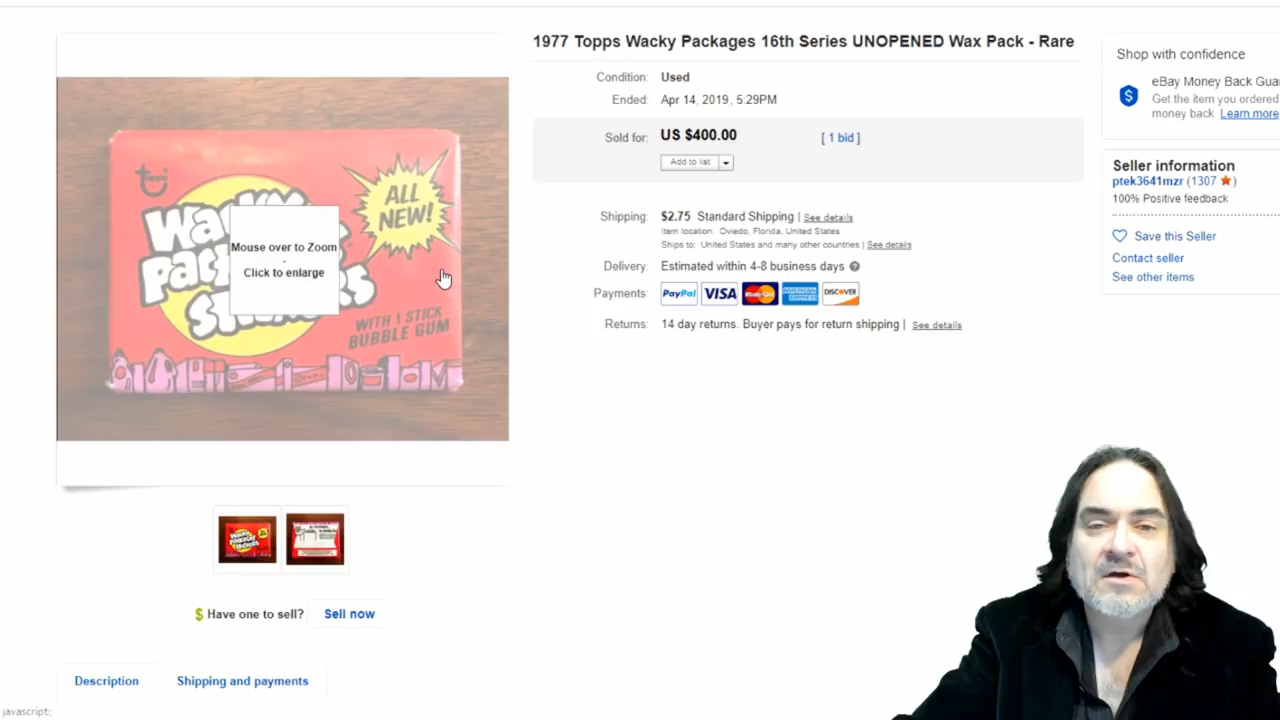 1977 Topps Wacky Packages 16th Series UNOPENED Wax Pack - Rare
Condition: Used
Ended: Apr 14, 2019, 5:29PM
Sold for: US $400.00 [ 1 bid ]
Add to list
Shipping: $2.75 Standard Shipping | See details
Item location: Oviedo, Florida, United States
Ships to: United States and many other countries | See details
Delivery: Estimated within 4-8 business days
Payments: PayPal VISA MasterCard AMERICAN EXPRESS DISCOVER
Returns: 14 day returns. Buyer pays for return shipping | See details
Shop with confidence
eBay Money Back Gua
Get the item you ordered
money back Learn more
Seller information
ptek3641mzr (1307 )
100% Positive feedback
Save this Seller
Contact seller
See other items
ALL
NEW!
Mouse over to Zoom
-
Click to enlarge
WITH 1 STICK
BUBBLE GUM
$ Have one to sell? Sell now
Description Shipping and payments
javascript:;